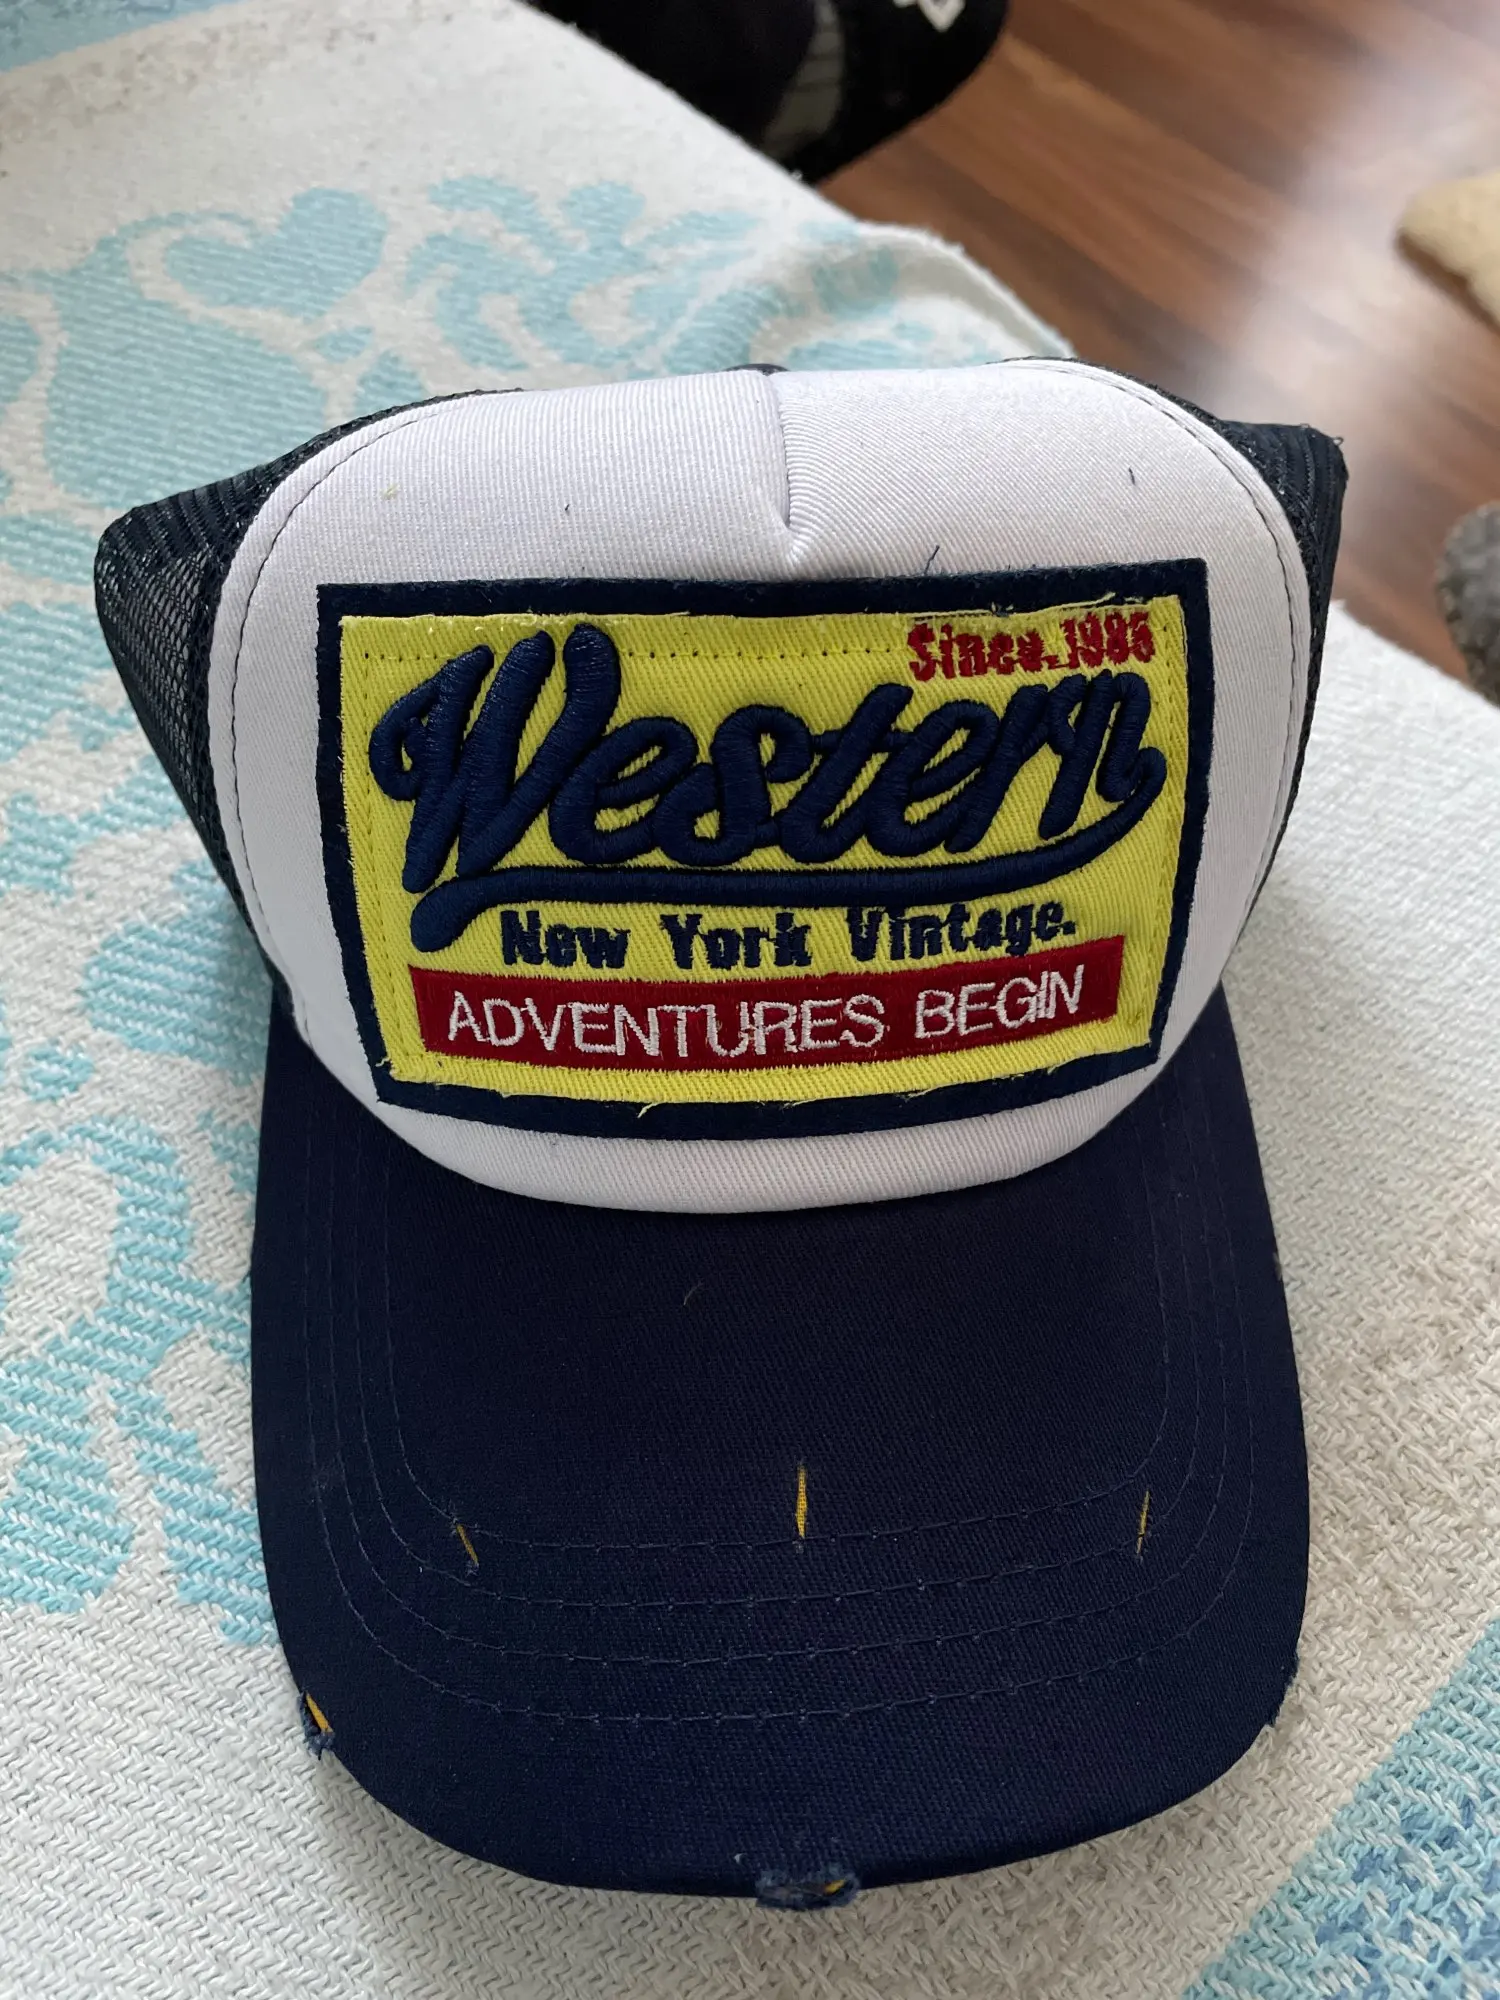 Since.1985
Western
New York Vintage.
ADVENTURES BEGIN